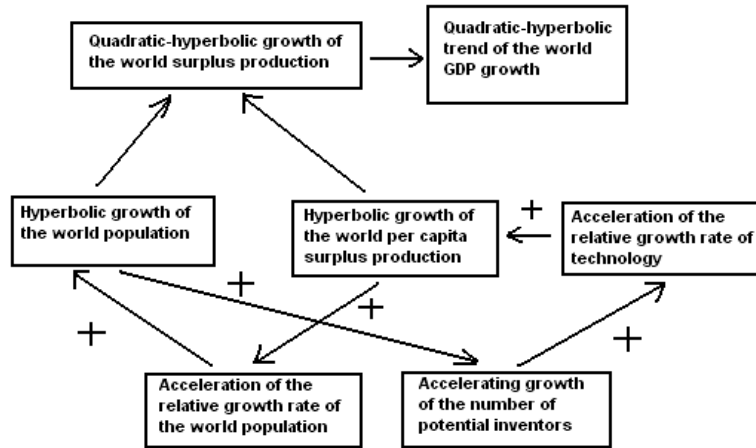 Quadratic-hyperbolic growth of
the world surplus production
Quadratic-hyperbolic
trend of the world
GDP growth
Hyperbolic growth of
the world population
Hyperbolic growth of
the world per capita
surplus production
+
Acceleration of the
relative growth rate of
technology
+
+
+
+
Acceleration of the
relative growth rate of
the world population
Accelerating growth
of the number of
potential inventors